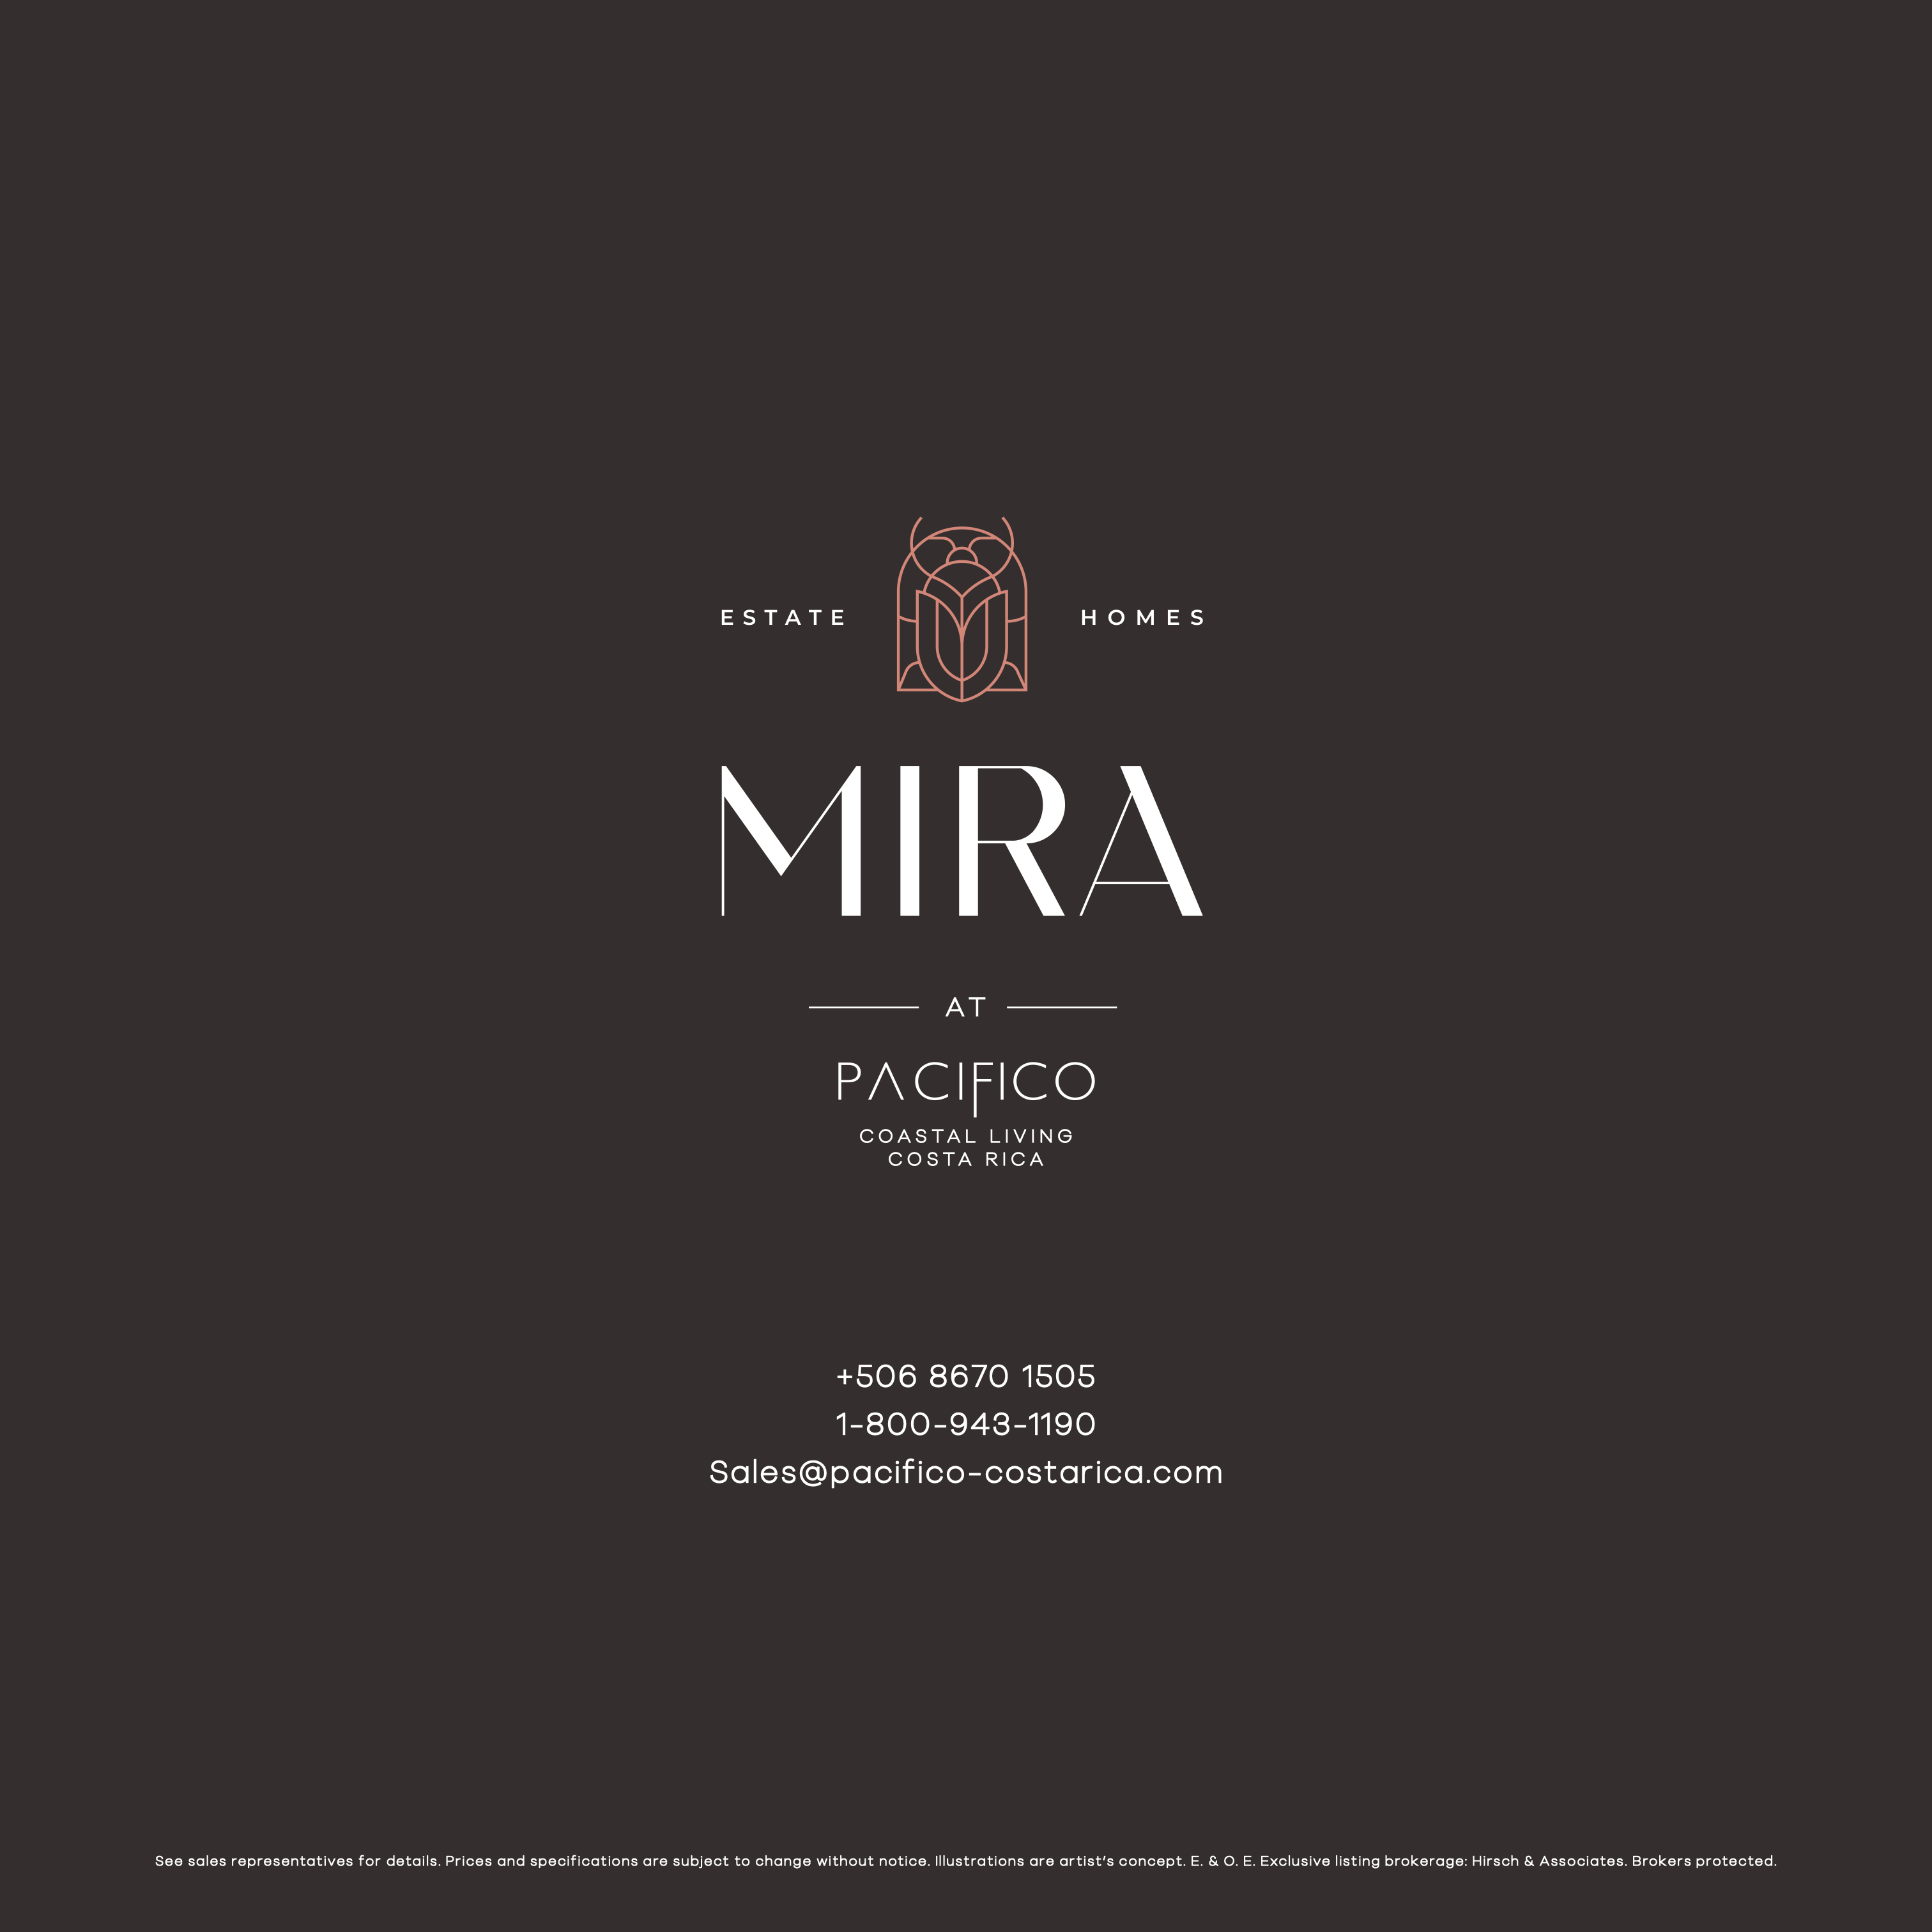 ESTATE HOMES
MIRA
AT
PACIFICO
COASTAL LIVING
COSTA RICA
+506 8670 1505
1-800-943-1190
Sales@pacifico-costarica.com
See sales representatives for details. Prices and specifications are subject to change without notice. Illustrations are artist's concept. E. & O. E. Exclusive listing brokerage: Hirsch & Associates. Brokers protected.